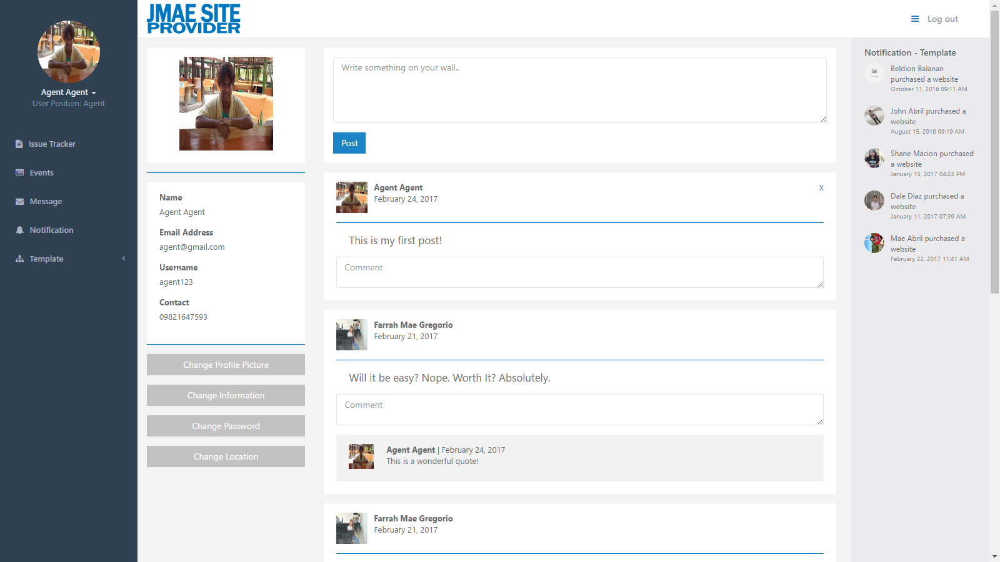 JMAE SITE
PROVIDER
Log out
Agent Agent
User Position: Agent
Issue Tracker
Events
Message
Notification
Template
Name
Agent Agent
Email Address
agent@gmail.com
Username
agent123
Contact
09821647593
Change Profile Picture
Change Information
Change Password
Change Location
Write something on your wall..
Post
Agent Agent
February 24, 2017
X
This is my first post!
Comment
Farrah Mae Gregorio
February 21, 2017
Will it be easy? Nope. Worth It? Absolutely.
Comment
Agent Agent | February 24, 2017
This is a wonderful quote!
Farrah Mae Gregorio
February 21, 2017
Notification - Template
Beldion Balanan
purchased a website
October 11, 2016 09:11 AM
John Abril purchased a
website
August 15, 2016 09:19 AM
Shane Macion purchased
a website
January 15, 2017 04:23 PM
Dale Diaz purchased a
website
January 11, 2017 07:39 AM
Mae Abril purchased a
website
February 22, 2017 11:41 AM